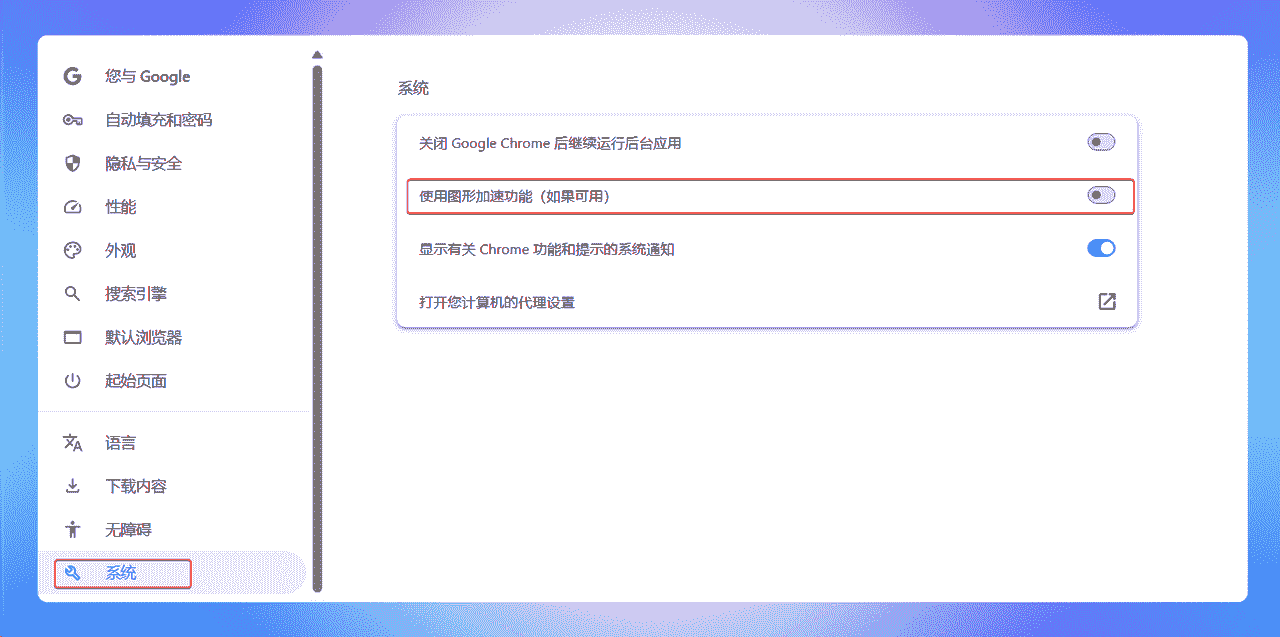 您与 Google
自动填充和密码
隐私与安全
性能
外观
搜索引擎
默认浏览器
起始页面
语言
下载内容
无障碍
系统
系统
关闭 Google Chrome 后继续运行后台应用
使用图形加速功能（如果可用）
显示有关 Chrome 功能和提示的系统通知
打开您计算机的代理设置